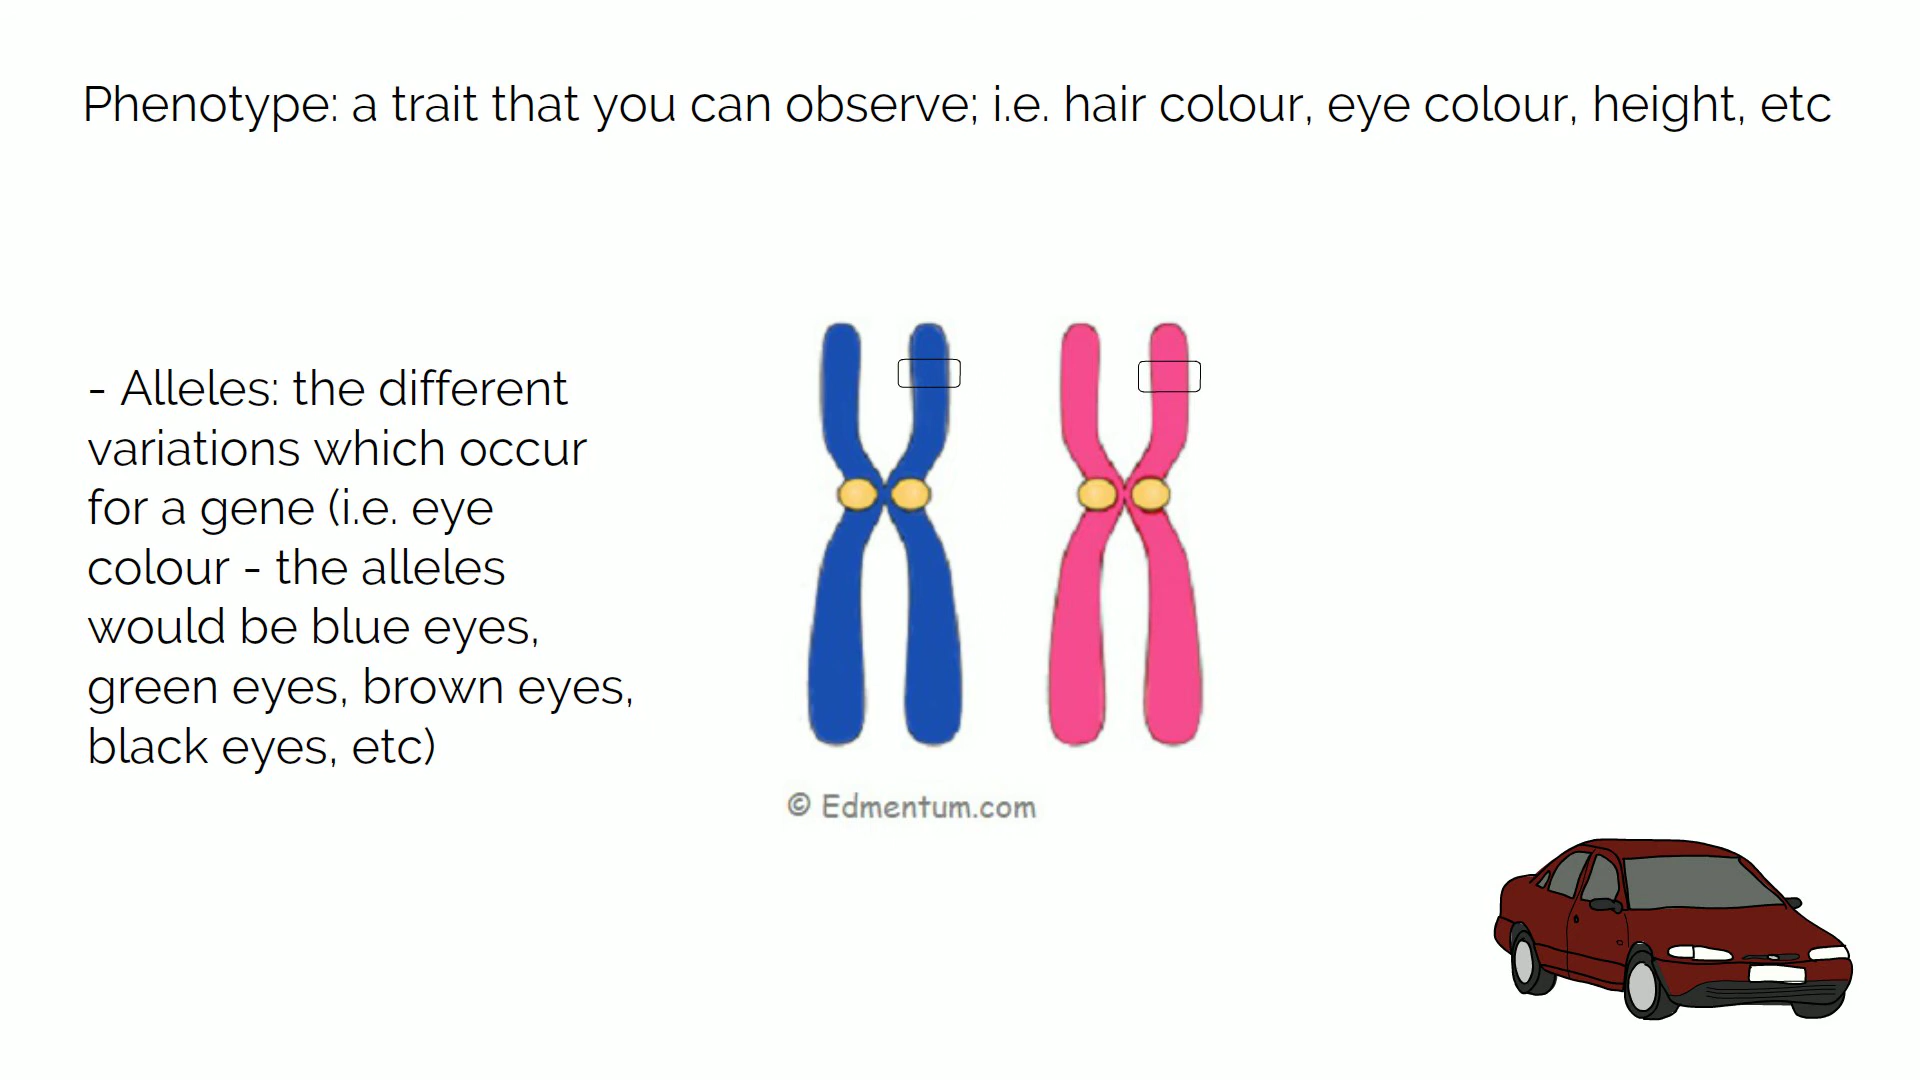 Phenotype: a trait that you can observe; i.e. hair colour, eye colour, height, etc
- Alleles: the different
variations which occur
for a gene (i.e. eye
colour - the alleles
would be blue eyes,
green eyes, brown eyes,
black eyes, etc)
© Edmentum.com